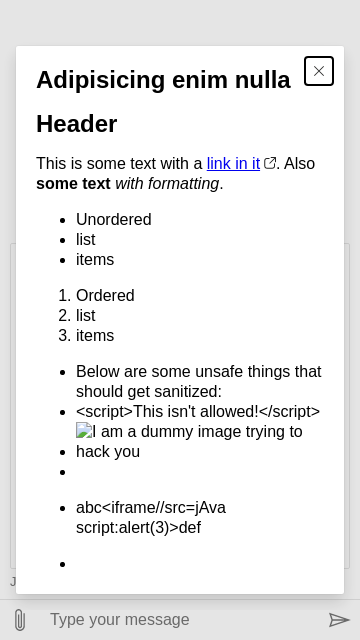 Adipisicing enim nulla
Header
This is some text with a link in it. Also
some text with formatting.
• Unordered
• list
• items
1. Ordered
2. list
3. items
• Below are some unsafe things that
should get sanitized:
• <script>This isn't allowed!</script>
I am a dummy image trying to
• hack you
•
• abc<iframe//src=jAva
script:alert(3)>def
•
J
Type your message